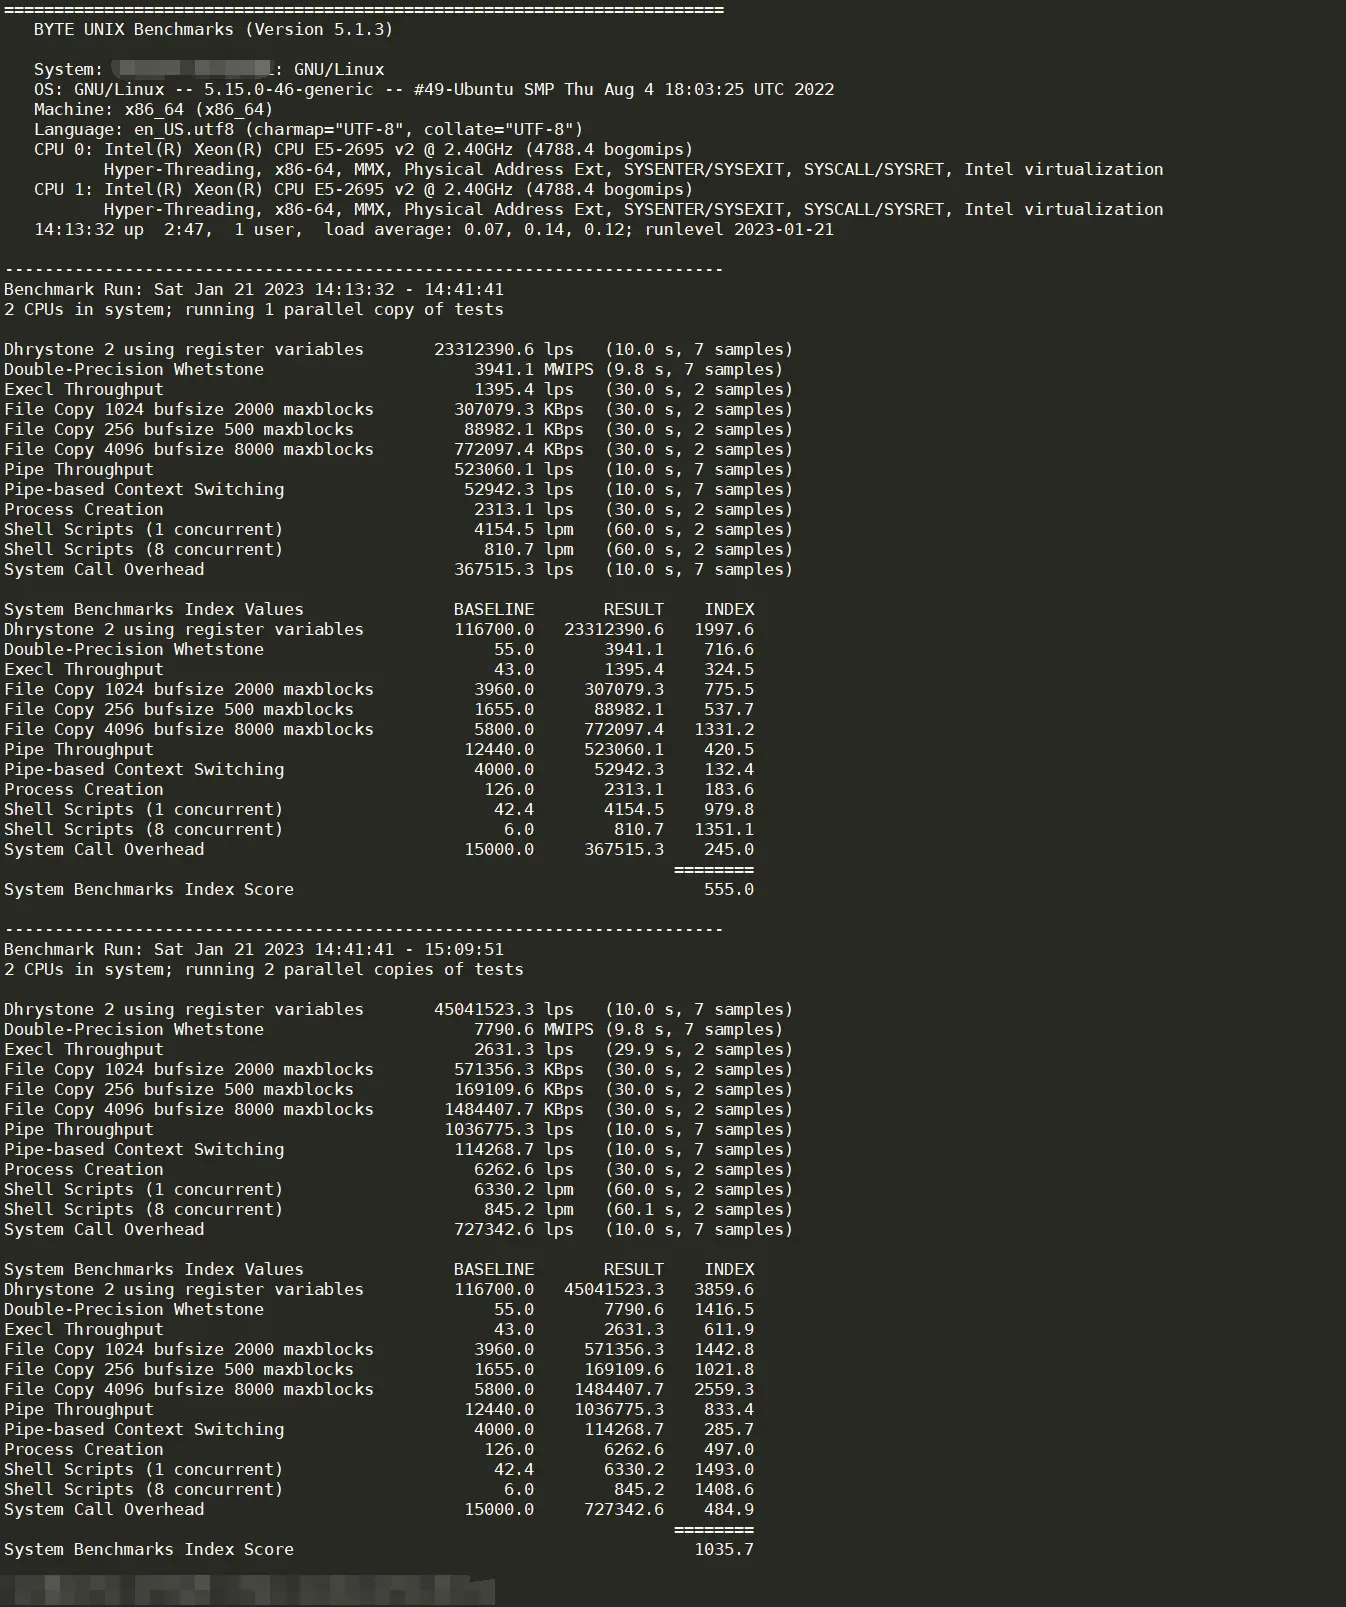 ========================================================================
   BYTE UNIX Benchmarks (Version 5.1.3)

   System: : GNU/Linux
   OS: GNU/Linux -- 5.15.0-46-generic -- #49-Ubuntu SMP Thu Aug 4 18:03:25 UTC 2022
   Machine: x86_64 (x86_64)
   Language: en_US.utf8 (charmap="UTF-8", collate="UTF-8")
   CPU 0: Intel(R) Xeon(R) CPU E5-2695 v2 @ 2.40GHz (4788.4 bogomips)
          Hyper-Threading, x86-64, MMX, Physical Address Ext, SYSENTER/SYSEXIT, SYSCALL/SYSRET, Intel virtualization
   CPU 1: Intel(R) Xeon(R) CPU E5-2695 v2 @ 2.40GHz (4788.4 bogomips)
          Hyper-Threading, x86-64, MMX, Physical Address Ext, SYSENTER/SYSEXIT, SYSCALL/SYSRET, Intel virtualization
   14:13:32 up  2:47,  1 user,  load average: 0.07, 0.14, 0.12; runlevel 2023-01-21

------------------------------------------------------------------------
Benchmark Run: Sat Jan 21 2023 14:13:32 - 14:41:41
2 CPUs in system; running 1 parallel copy of tests

Dhrystone 2 using register variables       23312390.6 lps   (10.0 s, 7 samples)
Double-Precision Whetstone                     3941.1 MWIPS (9.8 s, 7 samples)
Execl Throughput                               1395.4 lps   (30.0 s, 2 samples)
File Copy 1024 bufsize 2000 maxblocks        307079.3 KBps  (30.0 s, 2 samples)
File Copy 256 bufsize 500 maxblocks           88982.1 KBps  (30.0 s, 2 samples)
File Copy 4096 bufsize 8000 maxblocks        772097.4 KBps  (30.0 s, 2 samples)
Pipe Throughput                              523060.1 lps   (10.0 s, 7 samples)
Pipe-based Context Switching                  52942.3 lps   (10.0 s, 7 samples)
Process Creation                               2313.1 lps   (30.0 s, 2 samples)
Shell Scripts (1 concurrent)                   4154.5 lpm   (60.0 s, 2 samples)
Shell Scripts (8 concurrent)                    810.7 lpm   (60.0 s, 2 samples)
System Call Overhead                         367515.3 lps   (10.0 s, 7 samples)

System Benchmarks Index Values               BASELINE       RESULT    INDEX
Dhrystone 2 using register variables         116700.0   23312390.6   1997.6
Double-Precision Whetstone                       55.0       3941.1    716.6
Execl Throughput                                 43.0       1395.4    324.5
File Copy 1024 bufsize 2000 maxblocks          3960.0     307079.3    775.5
File Copy 256 bufsize 500 maxblocks            1655.0      88982.1    537.7
File Copy 4096 bufsize 8000 maxblocks          5800.0     772097.4   1331.2
Pipe Throughput                               12440.0     523060.1    420.5
Pipe-based Context Switching                   4000.0      52942.3    132.4
Process Creation                                126.0       2313.1    183.6
Shell Scripts (1 concurrent)                     42.4       4154.5    979.8
Shell Scripts (8 concurrent)                      6.0        810.7   1351.1
System Call Overhead                          15000.0     367515.3    245.0
                                                                   ========
System Benchmarks Index Score                                         555.0

------------------------------------------------------------------------
Benchmark Run: Sat Jan 21 2023 14:41:41 - 15:09:51
2 CPUs in system; running 2 parallel copies of tests

Dhrystone 2 using register variables       45041523.3 lps   (10.0 s, 7 samples)
Double-Precision Whetstone                     7790.6 MWIPS (9.8 s, 7 samples)
Execl Throughput                               2631.3 lps   (29.9 s, 2 samples)
File Copy 1024 bufsize 2000 maxblocks        571356.3 KBps  (30.0 s, 2 samples)
File Copy 256 bufsize 500 maxblocks          169109.6 KBps  (30.0 s, 2 samples)
File Copy 4096 bufsize 8000 maxblocks       1484407.7 KBps  (30.0 s, 2 samples)
Pipe Throughput                             1036775.3 lps   (10.0 s, 7 samples)
Pipe-based Context Switching                 114268.7 lps   (10.0 s, 7 samples)
Process Creation                               6262.6 lps   (30.0 s, 2 samples)
Shell Scripts (1 concurrent)                   6330.2 lpm   (60.0 s, 2 samples)
Shell Scripts (8 concurrent)                    845.2 lpm   (60.1 s, 2 samples)
System Call Overhead                         727342.6 lps   (10.0 s, 7 samples)

System Benchmarks Index Values               BASELINE       RESULT    INDEX
Dhrystone 2 using register variables         116700.0   45041523.3   3859.6
Double-Precision Whetstone                       55.0       7790.6   1416.5
Execl Throughput                                 43.0       2631.3    611.9
File Copy 1024 bufsize 2000 maxblocks          3960.0     571356.3   1442.8
File Copy 256 bufsize 500 maxblocks            1655.0     169109.6   1021.8
File Copy 4096 bufsize 8000 maxblocks          5800.0    1484407.7   2559.3
Pipe Throughput                               12440.0    1036775.3    833.4
Pipe-based Context Switching                   4000.0     114268.7    285.7
Process Creation                                126.0       6262.6    497.0
Shell Scripts (1 concurrent)                     42.4       6330.2   1493.0
Shell Scripts (8 concurrent)                      6.0        845.2   1408.6
System Call Overhead                          15000.0     727342.6    484.9
                                                                   ========
System Benchmarks Index Score                                        1035.7